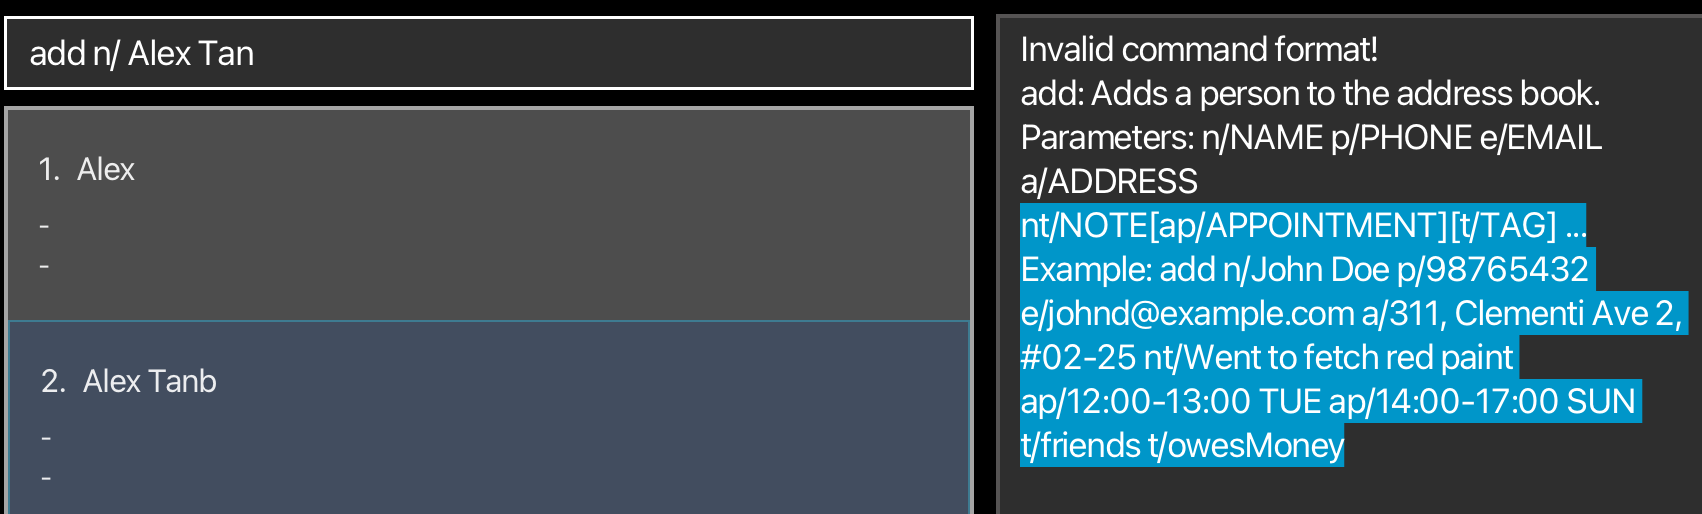 add n/ Alex Tan
1. Alex
-
-
2. Alex Tanb
-
-
Invalid command format!
add: Adds a person to the address book.
Parameters: n/NAME p/PHONE e/EMAIL
a/ADDRESS
nt/NOTE[ap/APPOINTMENT][t/TAG] ...
Example: add n/John Doe p/98765432
e/johnd@example.com a/311, Clementi Ave 2,
#02-25 nt/Went to fetch red paint
ap/12:00-13:00 TUE ap/14:00-17:00 SUN
t/friends t/owesMoney